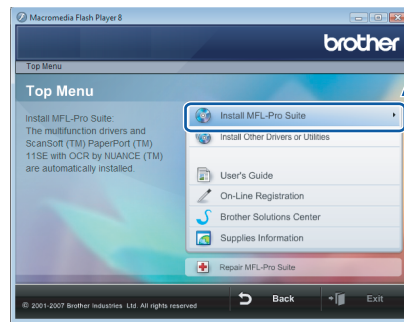 Macromedia Flash Player 8
brother
Top Menu
Top Menu
Install MFL-Pro Suite:
The multifunction drivers and
ScanSoft (TM) PaperPort (TM)
11SE with OCR by NUANCE (TM)
are automatically installed.
Install MFL-Pro Suite
Install Other Drivers or Utilities
User's Guide
On-Line Registration
Brother Solutions Center
Supplies Information
Repair MFL-Pro Suite
© 2001-2007 Brother Industries Ltd. All rights reserved
Back
Exit